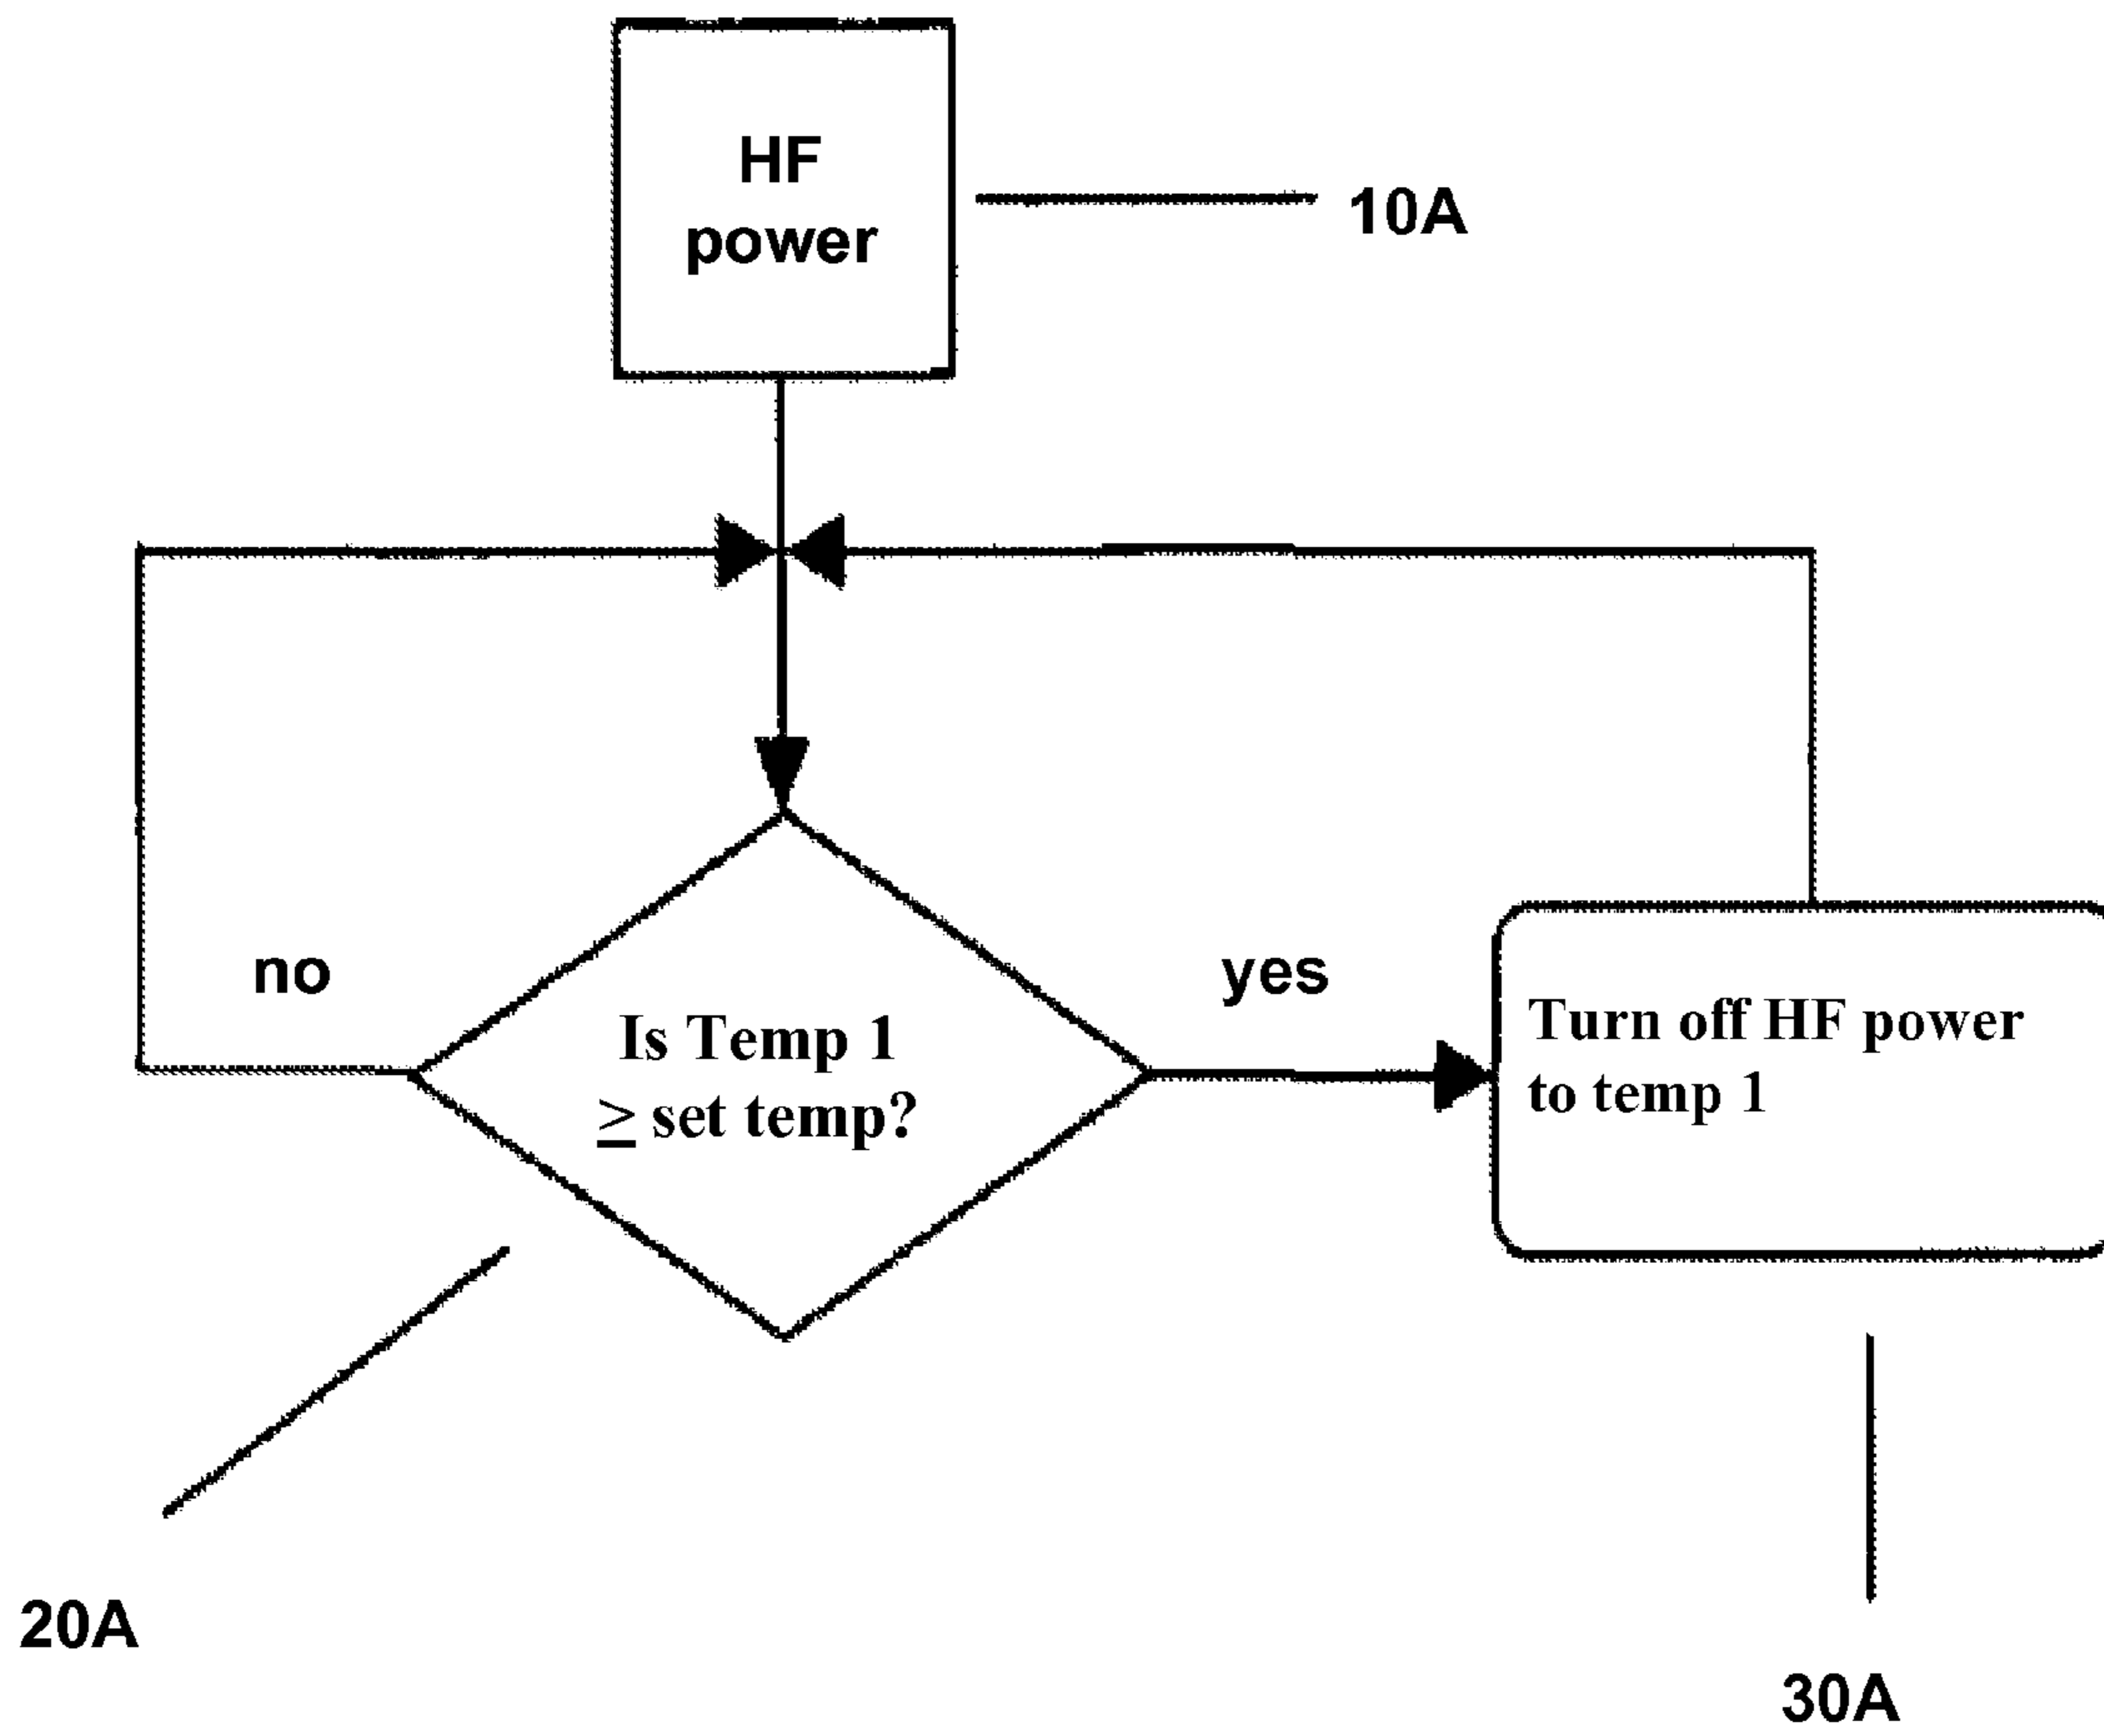 HF
power
10A
no
yes
Is Temp 1
≥ set temp?
Turn off HF power
to temp 1
20A
30A